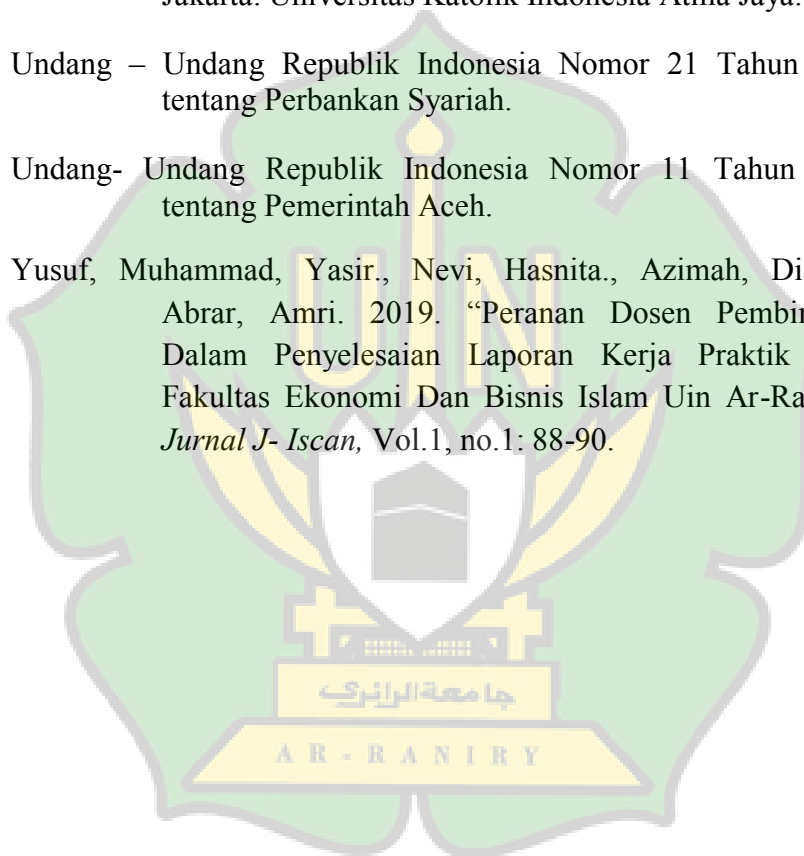 Jakarta: Universitas Katolik Indonesia Atma Jaya.
Undang – Undang Republik Indonesia Nomor 21 Tahun
tentang Perbankan Syariah.
Undang- Undang Republik Indonesia Nomor 11 Tahun
tentang Pemerintah Aceh.
Yusuf, Muhammad, Yasir., Nevi, Hasnita., Azimah, Di
Abrar, Amri. 2019. “Peranan Dosen Pembi
Dalam Penyelesaian Laporan Kerja Praktik
Fakultas Ekonomi Dan Bisnis Islam Uin Ar-Ra
Jurnal J- Iscan, Vol.1, no.1: 88-90.
UIN
جامعة الرانري
AR-RANIRY